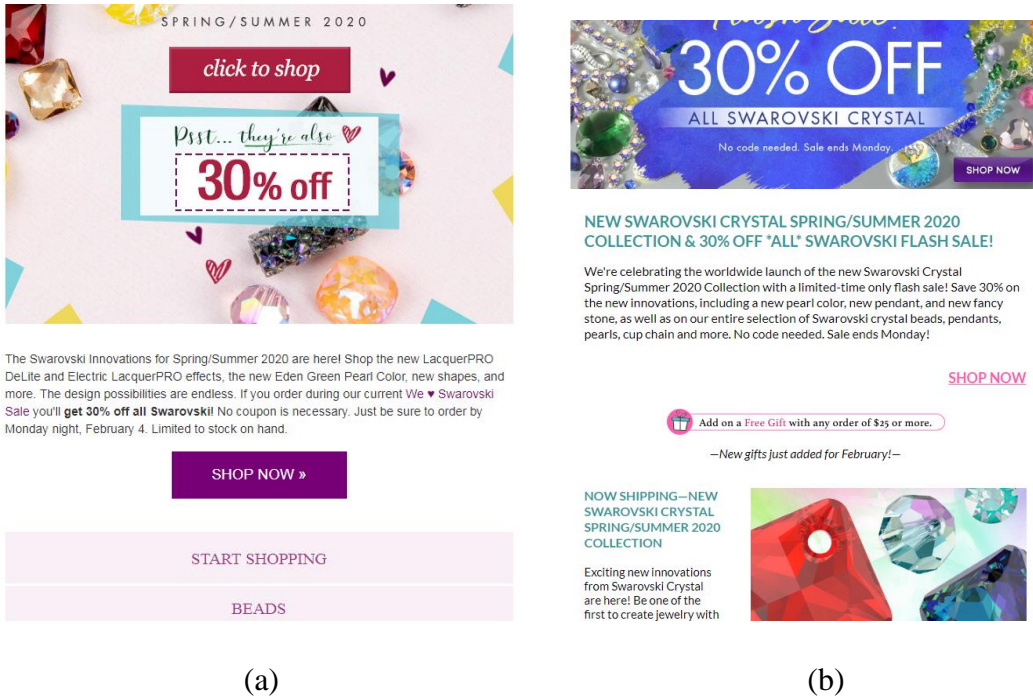 SPRING/SUMMER 2020
click to shop
Psst... they're also
30% off
The Swarovski Innovations for Spring/Summer 2020 are here! Shop the new LacquerPRO
DeLite and Electric LacquerPRO effects, the new Eden Green Pearl Color, new shapes, and
more. The design possibilities are endless. If you order during our current We ♥ Swarovski
Sale you'll get 30% off all Swarovski! No coupon is necessary. Just be sure to order by
Monday night, February 4. Limited to stock on hand.
SHOP NOW »
START SHOPPING
BEADS
(a)
Flash Sale!
30% OFF
ALL SWAROVSKI CRYSTAL
No code needed. Sale ends Monday.
SHOP NOW
NEW SWAROVSKI CRYSTAL SPRING/SUMMER 2020
COLLECTION & 30% OFF *ALL* SWAROVSKI FLASH SALE!
We're celebrating the worldwide launch of the new Swarovski Crystal
Spring/Summer 2020 Collection with a limited-time only flash sale! Save 30% on
the new innovations, including a new pearl color, new pendant, and new fancy
stone, as well as on our entire selection of Swarovski crystal beads, pendants,
pearls, cup chain and more. No code needed. Sale ends Monday!
SHOP NOW
Add on a Free Gift with any order of $25 or more.
—New gifts just added for February!—
NOW SHIPPING—NEW
SWAROVSKI CRYSTAL
SPRING/SUMMER 2020
COLLECTION
Exciting new innovations
from Swarovski Crystal
are here! Be one of the
first to create jewelry with
(b)